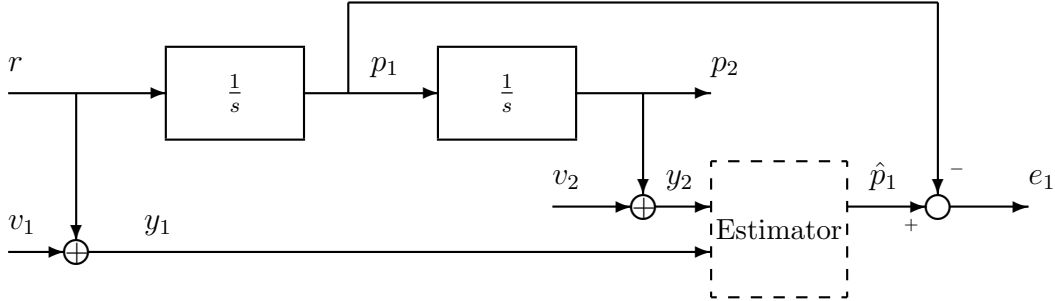 r
1/s
p₁
1/s
p₂
v₂
y₂
p̂₁
−
e₁
v₁
y₁
Estimator
+